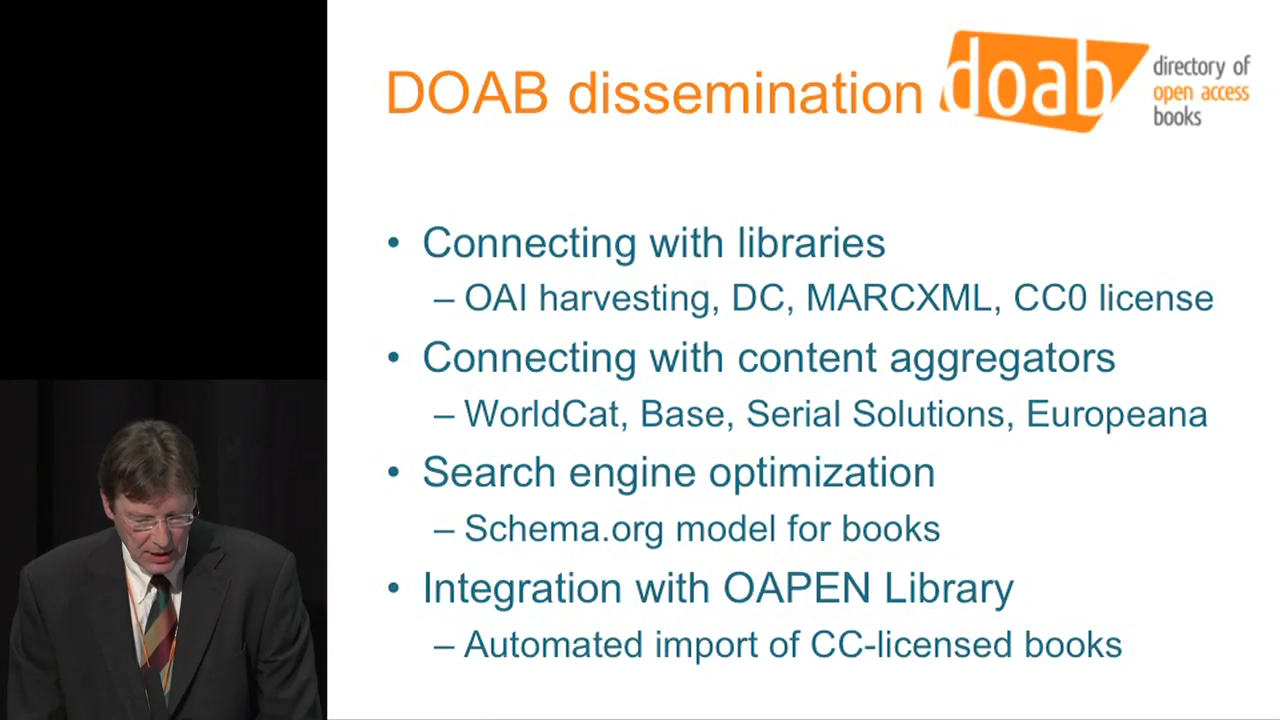 DOAB dissemination
doab
directory of
open access
books
• Connecting with libraries
– OAI harvesting, DC, MARCXML, CC0 license
• Connecting with content aggregators
– WorldCat, Base, Serial Solutions, Europeana
• Search engine optimization
– Schema.org model for books
• Integration with OAPEN Library
– Automated import of CC-licensed books